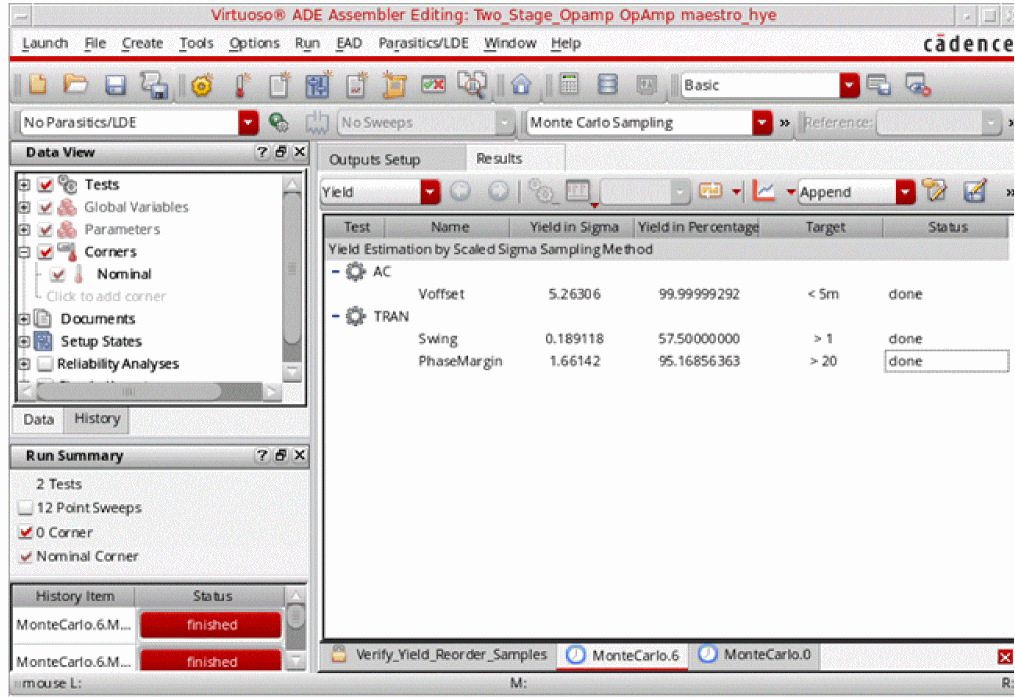 Virtuoso® ADE Assembler Editing: Two_Stage_Opamp OpAmp maestro_hye
Launch File Create Tools Options Run EAD Parasitics/LDE Window Help
cādence
Basic
No Parasitics/LDE No Sweeps Monte Carlo Sampling » Reference: »
Data View
Tests
Global Variables
Parameters
Corners
Nominal
Click to add corner
Documents
Setup States
Reliability Analyses
Data History
Run Summary
2 Tests
12 Point Sweeps
0 Corner
Nominal Corner
History Item Status
MonteCarlo.6.M... finished
MonteCarlo.6.M... finished
Outputs Setup Results
Yield Append »
Test Name Yield in Sigma Yield in Percentage Target Status
Yield Estimation by Scaled Sigma Sampling Method
AC
Voffset 5.26306 99.99999292 < 5m done
TRAN
Swing 0.189118 57.50000000 > 1 done
PhaseMargin 1.66142 95.16856363 > 20 done
Verify_Yield_Reorder_Samples MonteCarlo.6 MonteCarlo.0
mouse L: M: R: